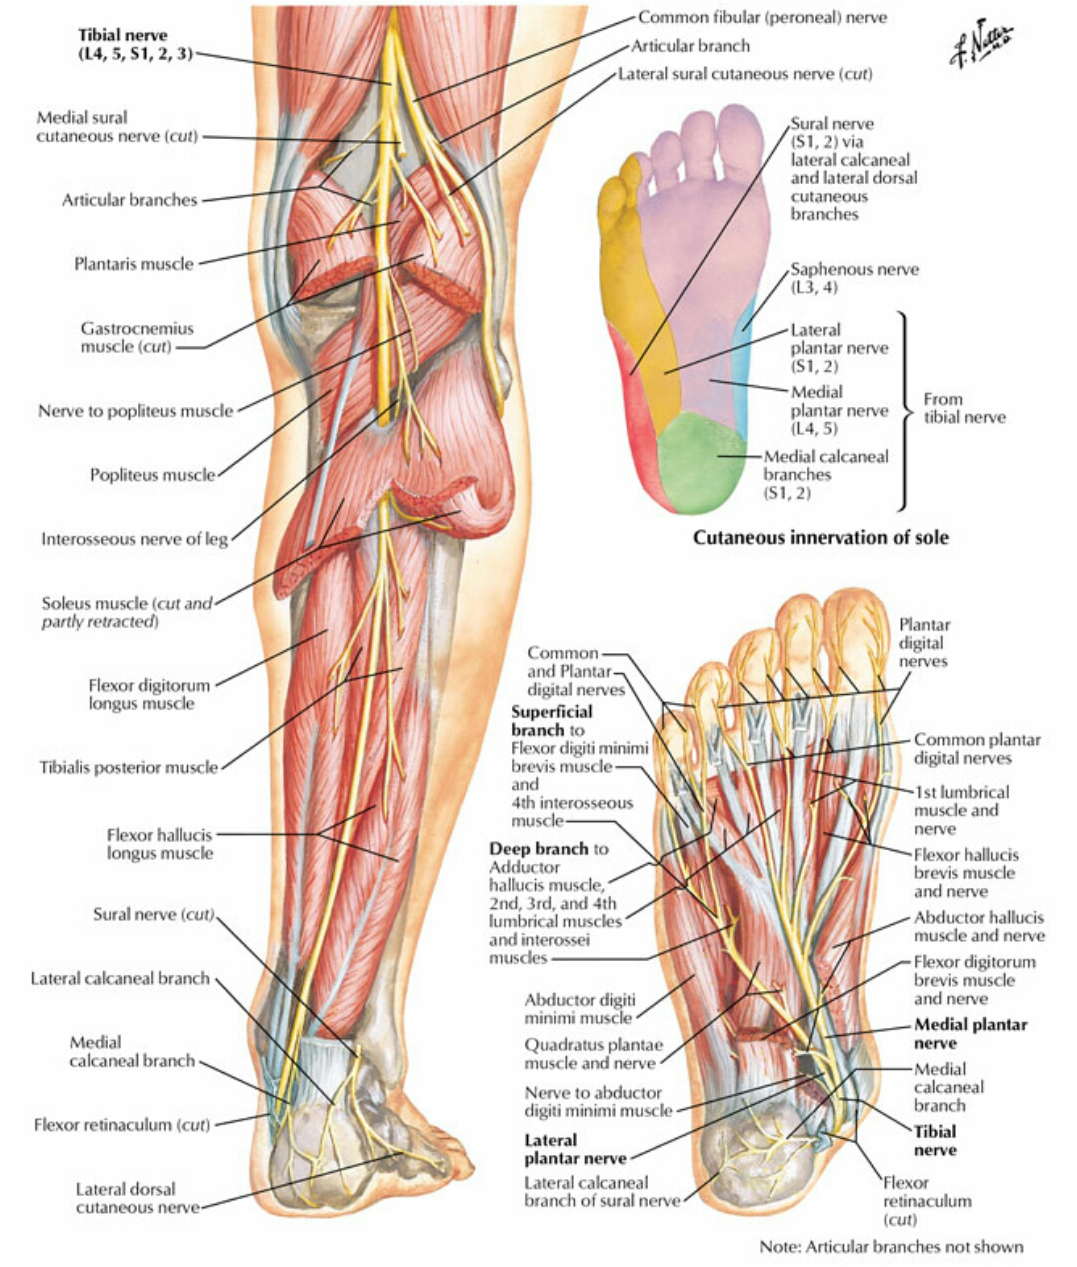 Tibial nerve
(L4, 5, S1, 2, 3)
Medial sural
cutaneous nerve (cut)
Articular branches
Plantaris muscle
Gastrocnemius
muscle (cut)
Nerve to popliteus muscle
Popliteus muscle
Interosseous nerve of leg
Soleus muscle (cut and
partly retracted)
Flexor digitorum
longus muscle
Tibialis posterior muscle
Flexor hallucis
longus muscle
Sural nerve (cut)
Lateral calcaneal branch
Medial
calcaneal branch
Flexor retinaculum (cut)
Lateral dorsal
cutaneous nerve
Common fibular (peroneal) nerve
Articular branch
Lateral sural cutaneous nerve (cut)
F. Netter
M.D.
Sural nerve
(S1, 2) via
lateral calcaneal
and lateral dorsal
cutaneous
branches
Saphenous nerve
(L3, 4)
Lateral
plantar nerve
(S1, 2)
Medial
plantar nerve
(L4, 5)
Medial calcaneal
branches
(S1, 2)
From
tibial nerve
Cutaneous innervation of sole
Common
and Plantar
digital nerves
Superficial
branch to
Flexor digiti minimi
brevis muscle
and
4th interosseous
muscle
Deep branch to
Adductor
hallucis muscle,
2nd, 3rd, and 4th
lumbrical muscles
and interossei
muscles
Abductor digiti
minimi muscle
Quadratus plantae
muscle and nerve
Nerve to abductor
digiti minimi muscle
Lateral
plantar nerve
Lateral calcaneal
branch of sural nerve
Plantar
digital
nerves
Common plantar
digital nerves
1st lumbrical
muscle and
nerve
Flexor hallucis
brevis muscle
and nerve
Abductor hallucis
muscle and nerve
Flexor digitorum
brevis muscle
and nerve
Medial plantar
nerve
Medial
calcaneal
branch
Tibial
nerve
Flexor
retinaculum
(cut)
Note: Articular branches not shown